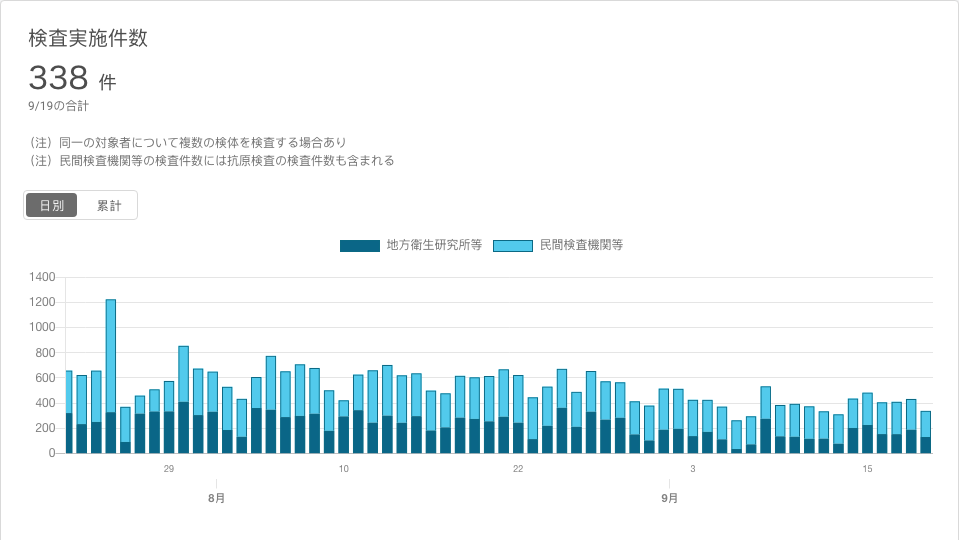 検査実施件数
338 件
9/19の合計
（注）同一の対象者について複数の検体を検査する場合あり
（注）民間検査機関等の検査件数には抗原検査の検査件数も含まれる
日別 累計
地方衛生研究所等 民間検査機関等
1400
1200
1000
800
600
400
200
0
29 10 22 3 15
8月 9月